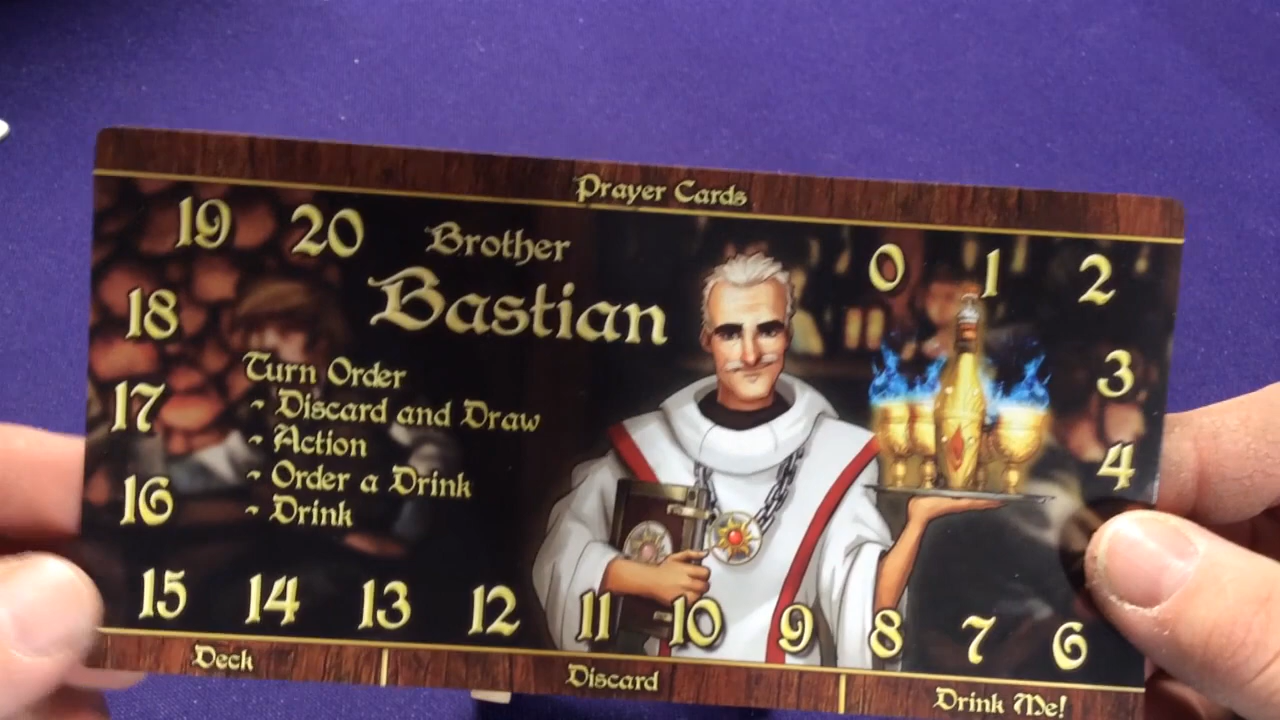 Prayer Cards
19 20 Brother 0 1 2
Bastian
18
Turn Order 3
17 - Discard and Draw
- Action 4
16 - Order a Drink
- Drink
15 14 13 12 11 10 9 8 7 6
Deck Discard Drink Me!